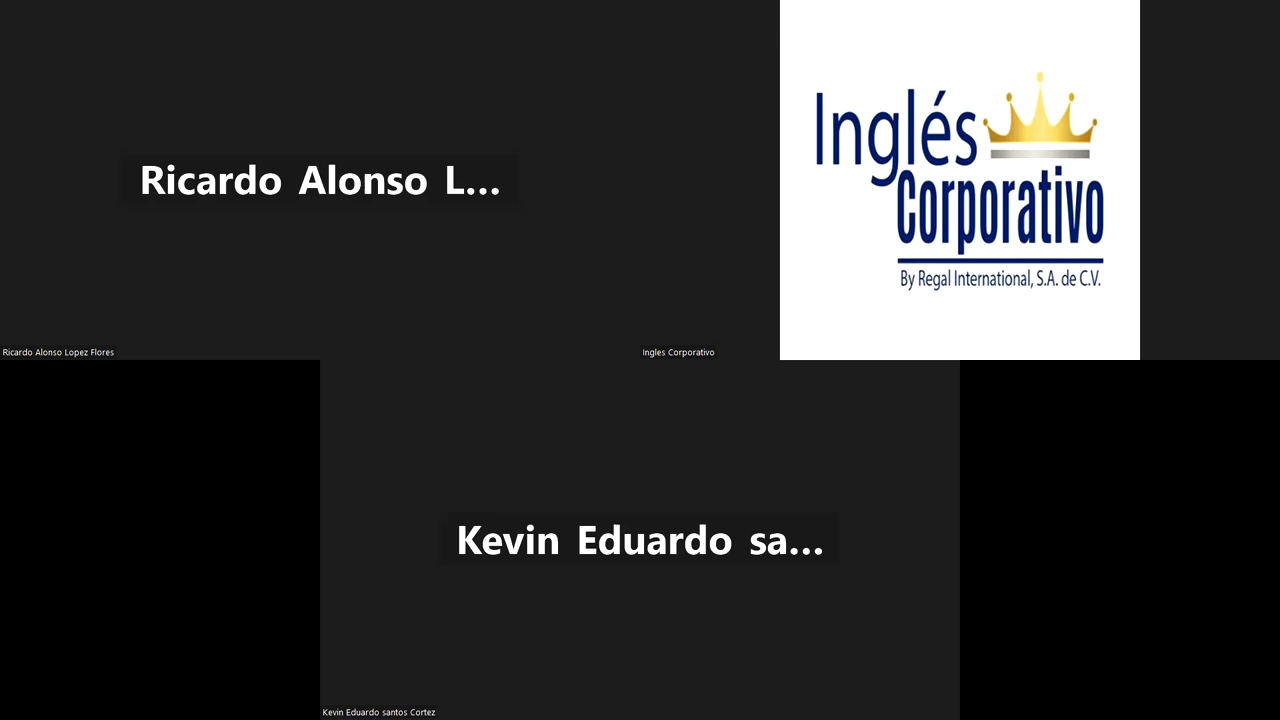 Ricardo Alonso L...
Ricardo Alonso Lopez Flores
Inglés
Corporativo
By Regal International, S.A. de C.V.
Ingles Corporativo
Kevin Eduardo sa...
Kevin Eduardo santos Cortez